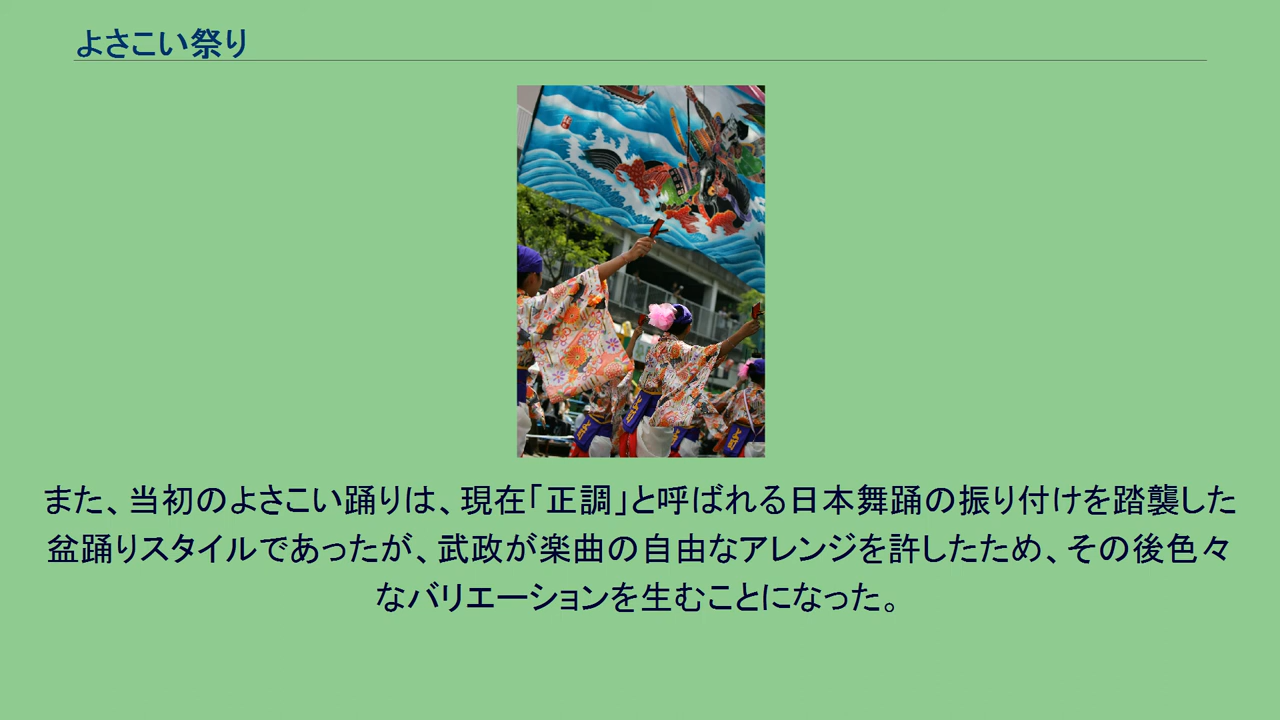 よさこい祭り
また、当初のよさこい踊りは、現在「正調」と呼ばれる日本舞踊の振り付けを踏襲した
盆踊りスタイルであったが、武政が楽曲の自由なアレンジを許したため、その後色々
なバリエーションを生むことになった。